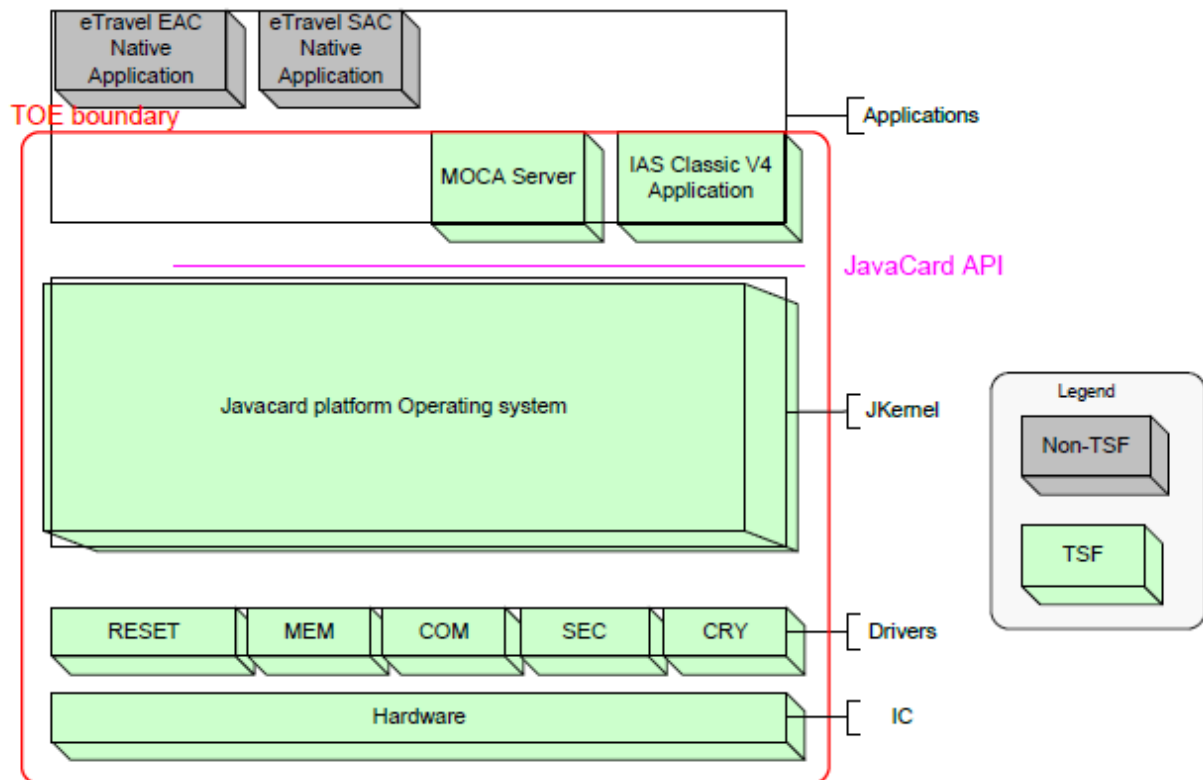 eTravel EAC
Native
Application
eTravel SAC
Native
Application
TOE boundary
Applications
MOCA Server
IAS Classic V4
Application
JavaCard API
Javacard platform Operating system
JKernel
Legend
Non-TSF
TSF
RESET
MEM
COM
SEC
CRY
Drivers
Hardware
IC